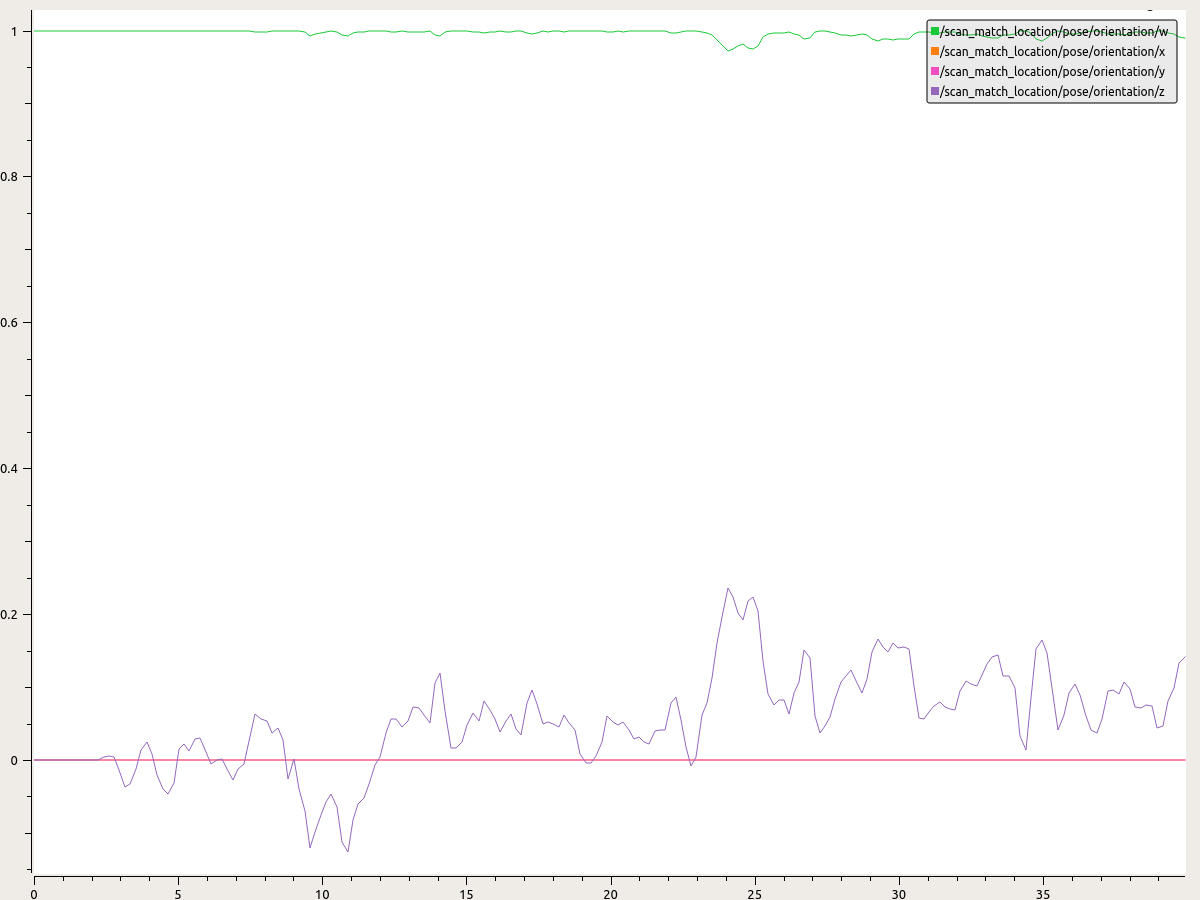 /scan_match_location/pose/orientation/w
/scan_match_location/pose/orientation/x
/scan_match_location/pose/orientation/y
/scan_match_location/pose/orientation/z
1
0.8
0.6
0.4
0.2
0
0 5 10 15 20 25 30 35